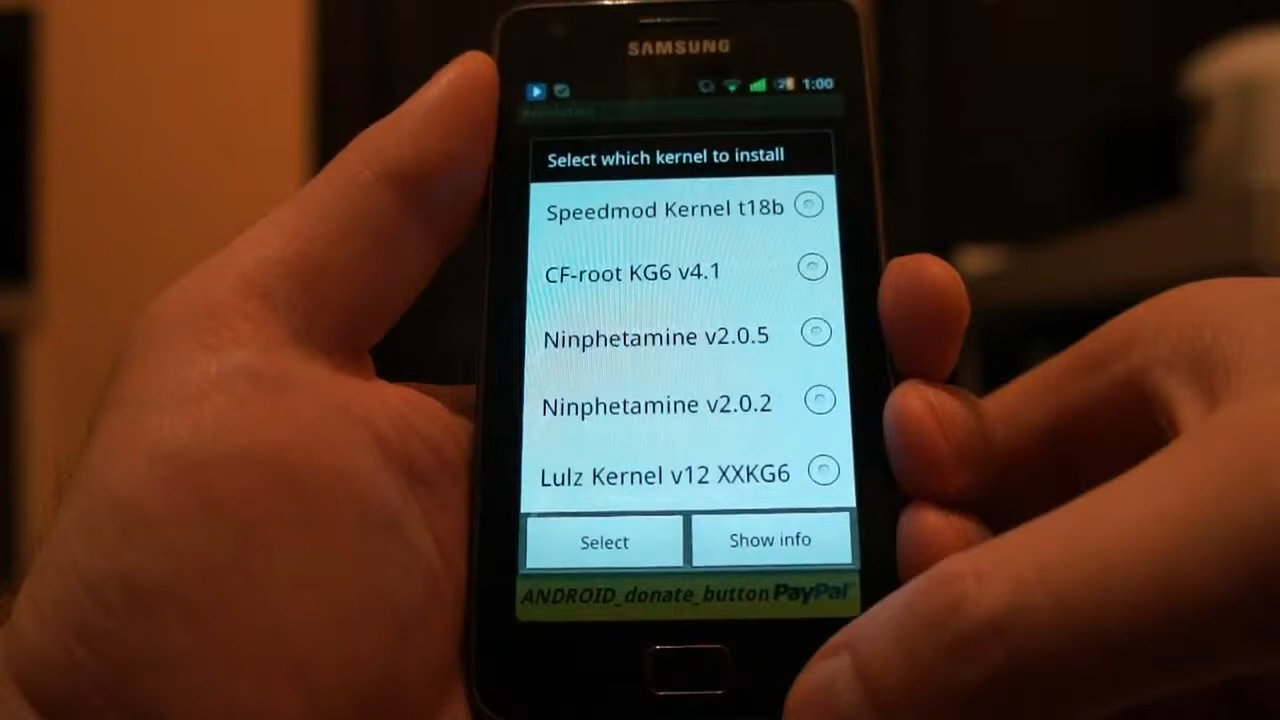 SAMSUNG
1:00
Select which kernel to install
Speedmod Kernel t18b
CF-root KG6 v4.1
Ninphetamine v2.0.5
Ninphetamine v2.0.2
Lulz Kernel v12 XXKG6
Select
Show info
ANDROID_donate_button PayPal